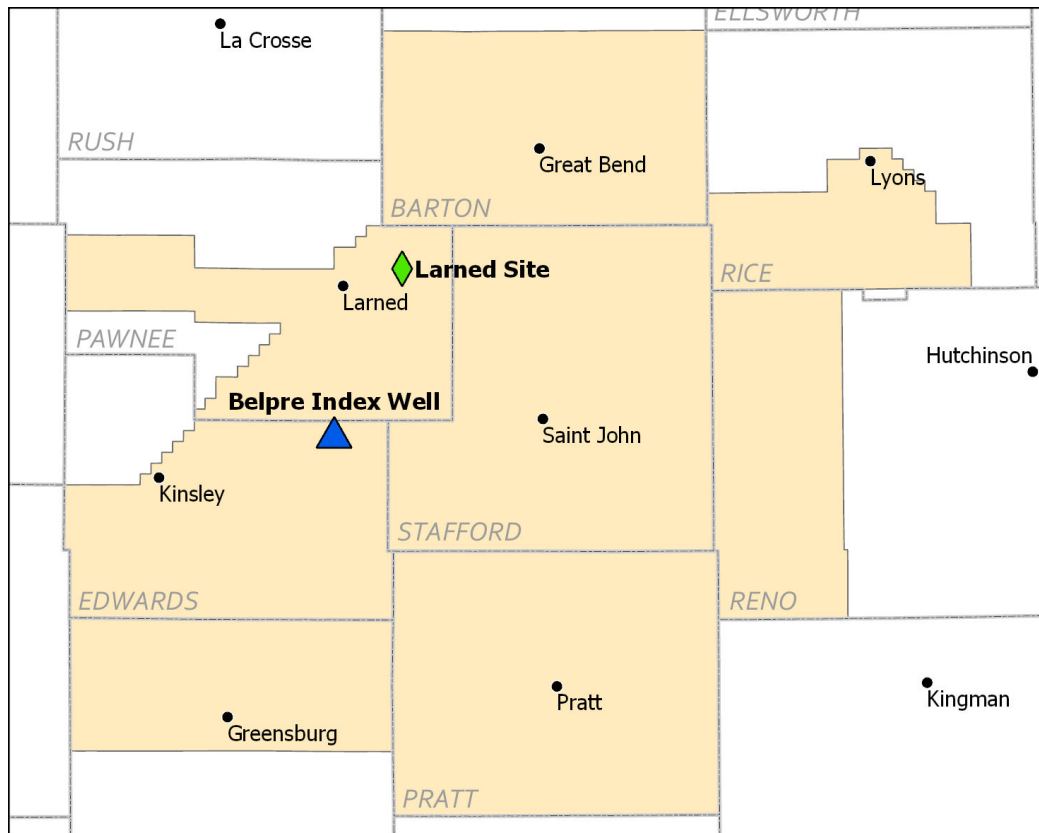 ELLSWORTH
La Crosse
RUSH
Great Bend
Lyons
BARTON
Larned Site
RICE
Larned
PAWNEE
Hutchinson
Belpre Index Well
Saint John
Kinsley
STAFFORD
EDWARDS
RENO
Pratt
Kingman
Greensburg
PRATT